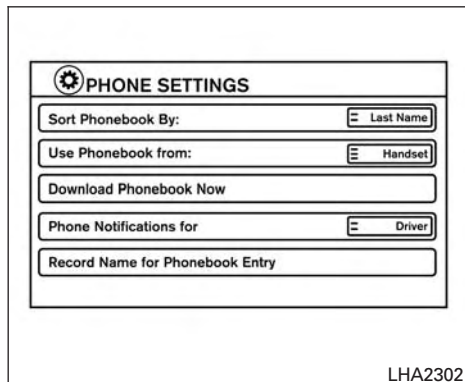 PHONE SETTINGS
Sort Phonebook By: Last Name
Use Phonebook from: Handset
Download Phonebook Now
Phone Notifications for Driver
Record Name for Phonebook Entry
LHA2302